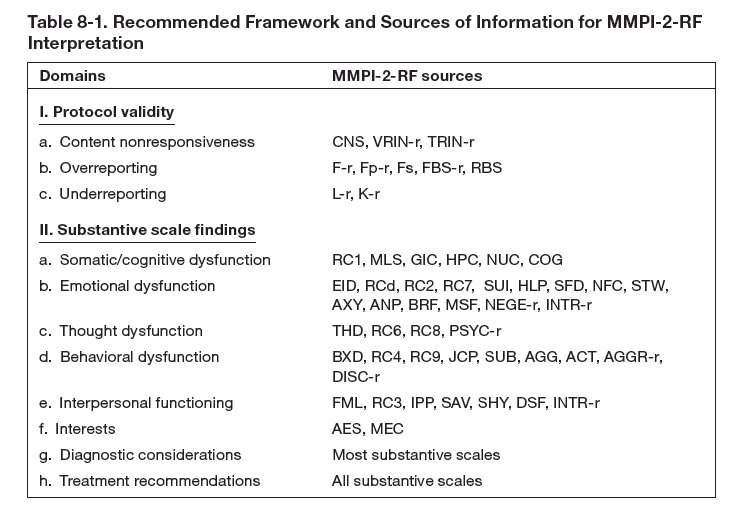 Table 8-1. Recommended Framework and Sources of Information for MMPI-2-RF
Interpretation
Domains MMPI-2-RF sources
I. Protocol validity
a. Content nonresponsiveness CNS, VRIN-r, TRIN-r
b. Overreporting F-r, Fp-r, Fs, FBS-r, RBS
c. Underreporting L-r, K-r
II. Substantive scale findings
a. Somatic/cognitive dysfunction RC1, MLS, GIC, HPC, NUC, COG
b. Emotional dysfunction EID, RCd, RC2, RC7, SUI, HLP, SFD, NFC, STW,
AXY, ANP, BRF, MSF, NEGE-r, INTR-r
c. Thought dysfunction THD, RC6, RC8, PSYC-r
d. Behavioral dysfunction BXD, RC4, RC9, JCP, SUB, AGG, ACT, AGGR-r,
DISC-r
e. Interpersonal functioning FML, RC3, IPP, SAV, SHY, DSF, INTR-r
f. Interests AES, MEC
g. Diagnostic considerations Most substantive scales
h. Treatment recommendations All substantive scales